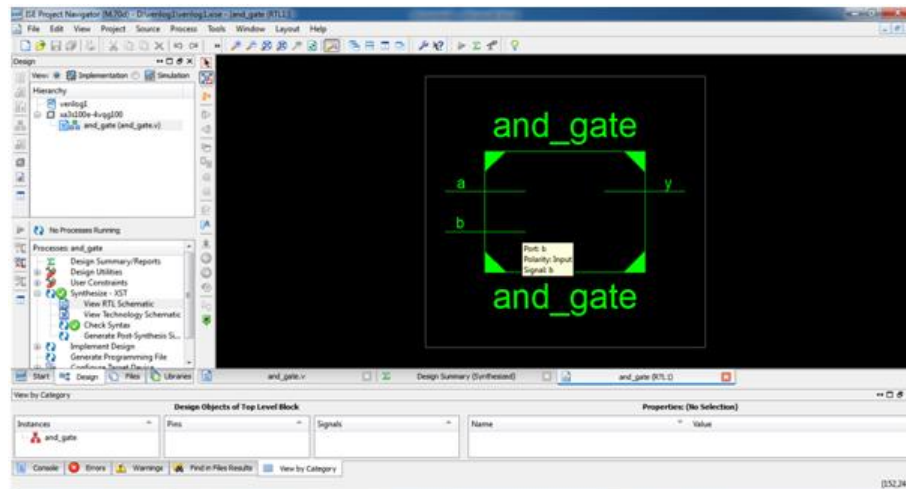 ISE Project Navigator (M.70d) - D:\verilog1\verilog1.xise - [and_gate (RTL1)]
File Edit View Project Source Process Tools Window Layout Help
Design
View: Implementation Simulation
Hierarchy
verilog1
xa3s100e-4vqg100
and_gate (and_gate.v)
No Processes Running
Processes: and_gate
Design Summary/Reports
Design Utilities
User Constraints
Synthesize - XST
View RTL Schematic
View Technology Schematic
Check Syntax
Generate Post-Synthesis Si...
Implement Design
Generate Programming File
Configure Target Device
and_gate
a
y
b
Port: b
Polarity: Input
Signal: b
and_gate
Start Design Files Libraries
and_gate.v
Design Summary (Synthesized)
and_gate (RTL1)
View by Category
Design Objects of Top Level Block
Properties: (No Selection)
Instances Pins Signals Name Value
and_gate
Console Errors Warnings Find in Files Results View by Category
[152,24